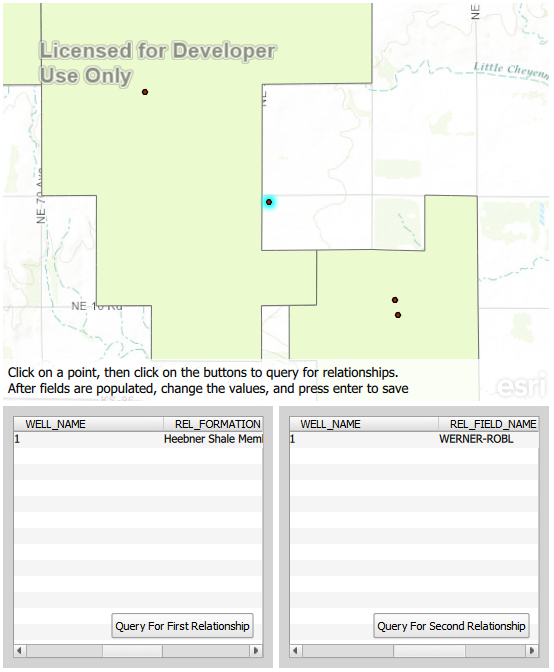 Licensed for Developer
Use Only
NE
Little Cheyenn
NE
NE 70 Ave
NE 10 Rd
Click on a point, then click on the buttons to query for relationships.
After fields are populated, change the values, and press enter to save
esri
WELL_NAME REL_FORMATION
1 Heebner Shale Meml
Query For First Relationship
WELL_NAME REL_FIELD_NAME
1 WERNER-ROBL
Query For Second Relationship